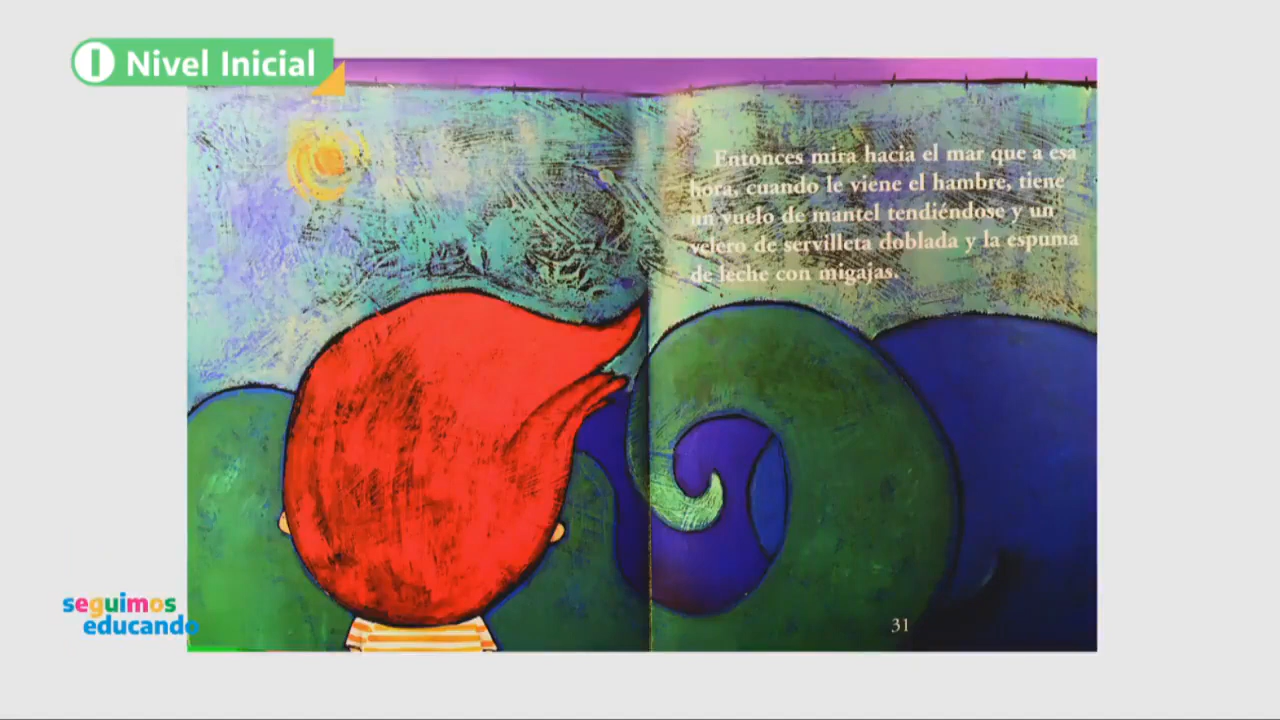 Nivel Inicial
Entonces mira hacia el mar que a esa
hora, cuando le viene el hambre, tiene
un vuelo de mantel tendiéndose y un
velero de servilleta doblada y la espuma
de leche con migajas.
31
seguimos
educando